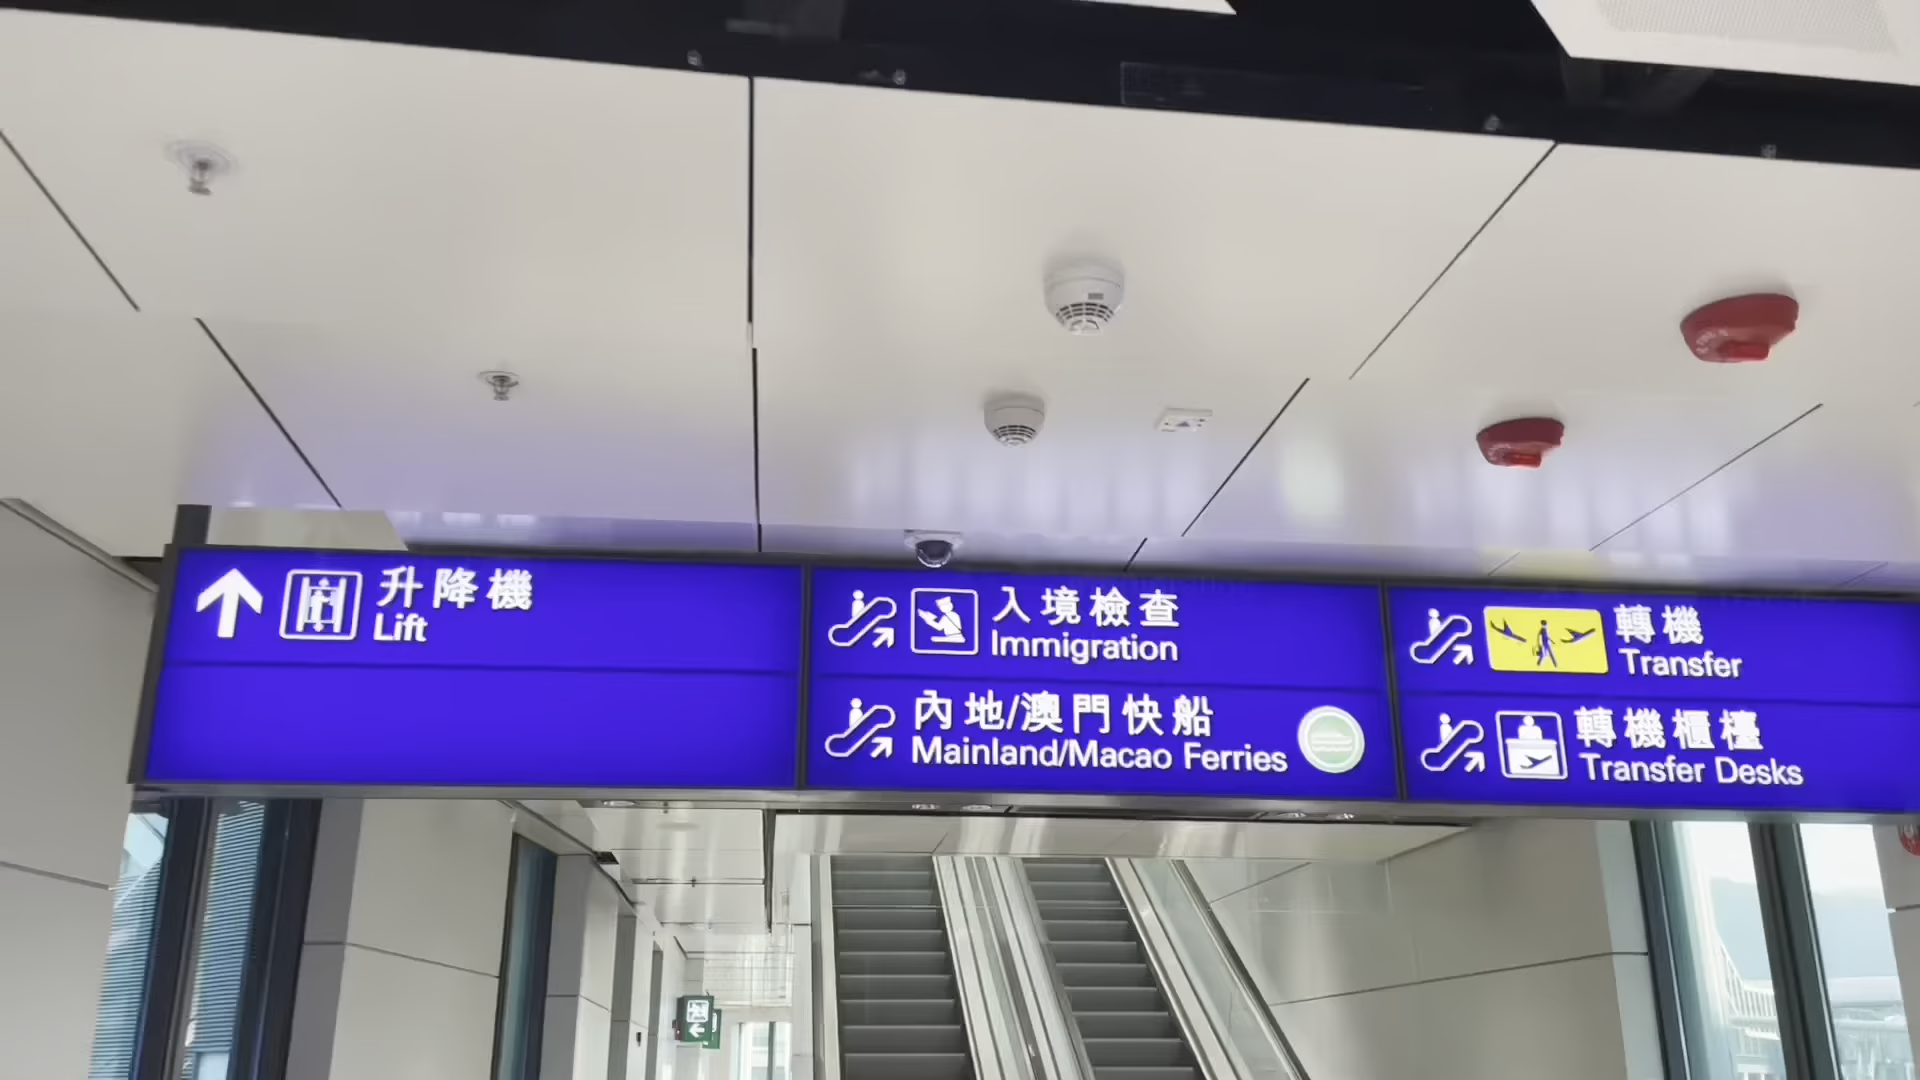 升降機
Lift
入境檢查
Immigration
內地/澳門快船
Mainland/Macao Ferries
轉機
Transfer
轉機櫃檯
Transfer Desks